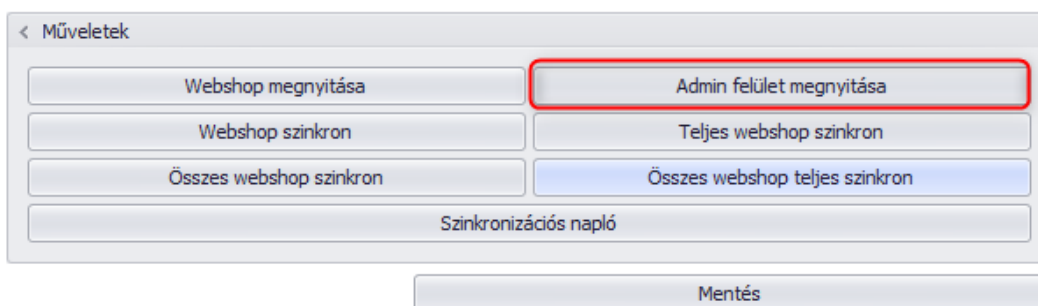 Műveletek
Webshop megnyitása Admin felület megnyitása
Webshop szinkron Teljes webshop szinkron
Összes webshop szinkron Összes webshop teljes szinkron
Szinkronizációs napló
Mentés